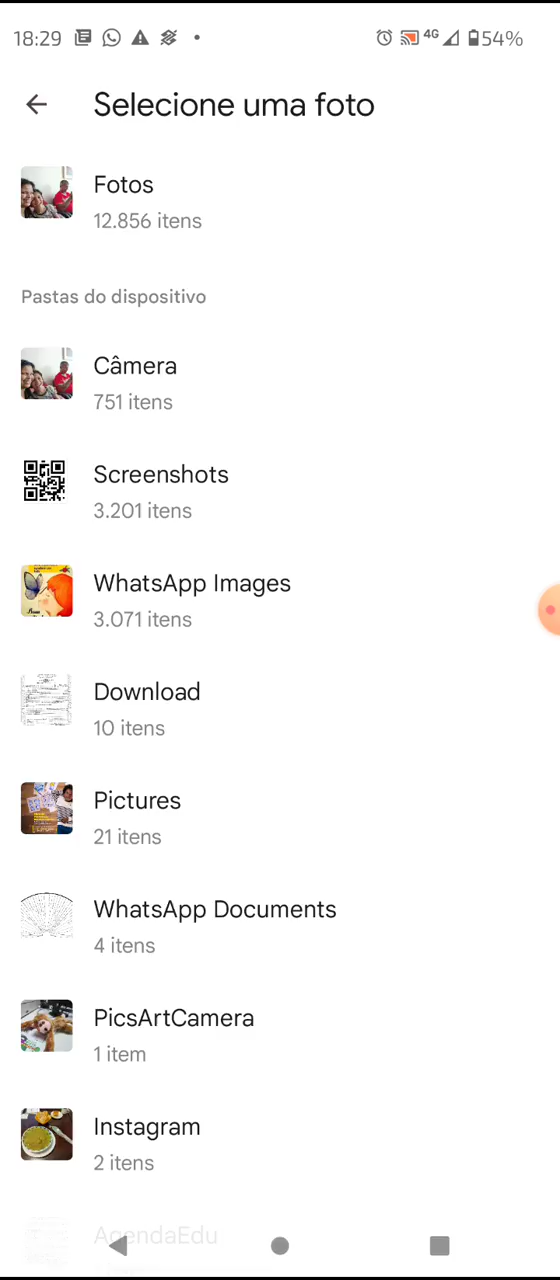 18:29
4G
54%
Selecione uma foto
Fotos
12.856 itens
Pastas do dispositivo
Câmera
751 itens
Screenshots
3.201 itens
WhatsApp Images
3.071 itens
Download
10 itens
Pictures
21 itens
WhatsApp Documents
4 itens
PicsArtCamera
1 item
Instagram
2 itens
AgendaEdu